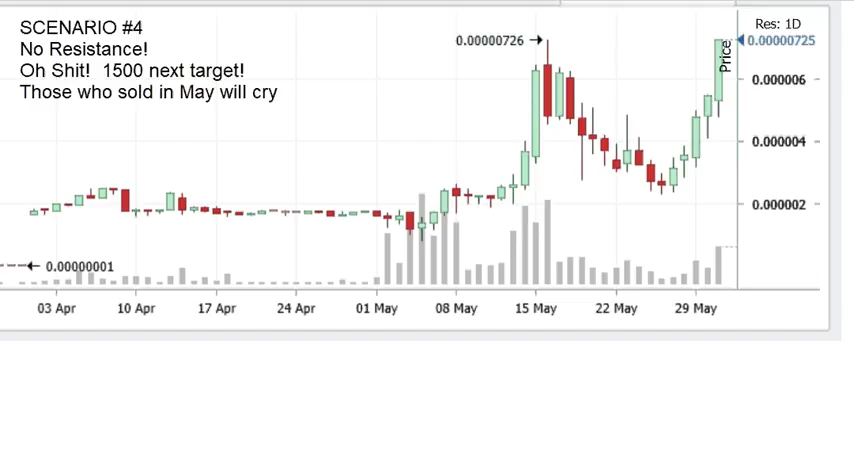 SCENARIO #4
No Resistance!
Oh Shit! 1500 next target!
Those who sold in May will cry
Res: 1D
0.00000726
0.00000725
Price
0.000006
0.000004
0.000002
0.00000001
03 Apr 10 Apr 17 Apr 24 Apr 01 May 08 May 15 May 22 May 29 May